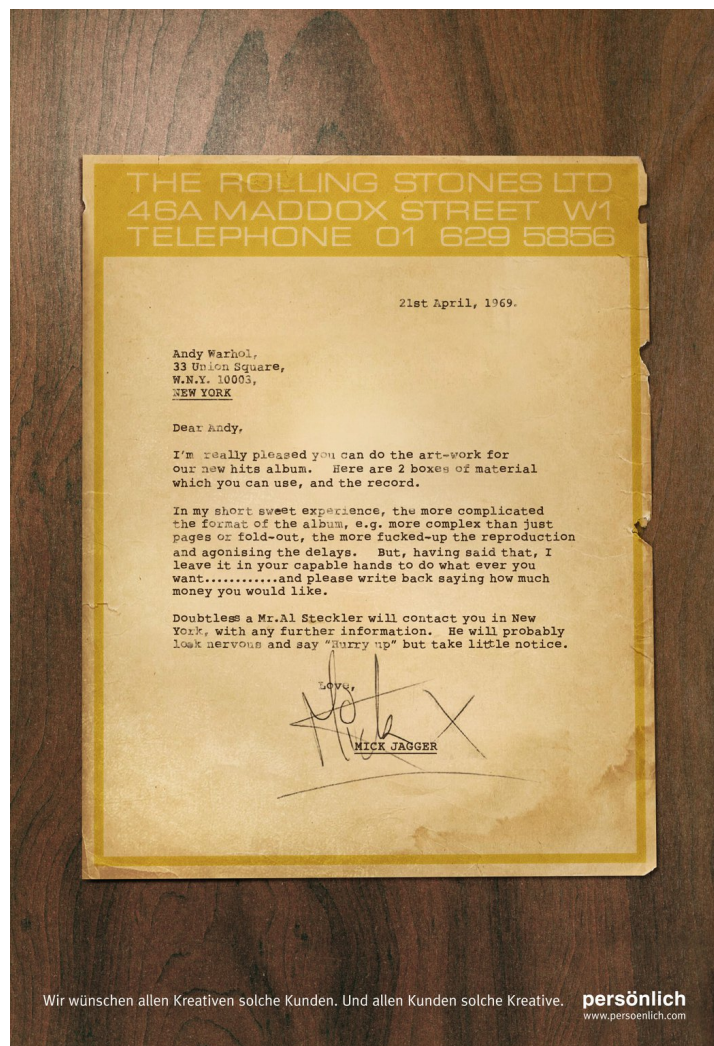 THE ROLLING STONES LTD
46A MADDOX STREET W1
TELEPHONE 01 629 5856
21st April, 1969.
Andy Warhol,
33 Union Square,
W.N.Y. 10003,
NEW YORK
Dear Andy,
I'm really pleased you can do the art-work for
our new hits album. Here are 2 boxes of material
which you can use, and the record.
In my short sweet experience, the more complicated
the format of the album, e.g. more complex than just
pages or fold-out, the more fucked-up the reproduction
and agonising the delays. But, having said that, I
leave it in your capable hands to do what ever you
want............and please write back saying how much
money you would like.
Doubtless a Mr.Al Steckler will contact you in New
York, with any further information. He will probably
look nervous and say "Hurry up" but take little notice.
Love,
Mick X
MICK JAGGER
Wir wünschen allen Kreativen solche Kunden. Und allen Kunden solche Kreative.
persönlich
www.persoenlich.com